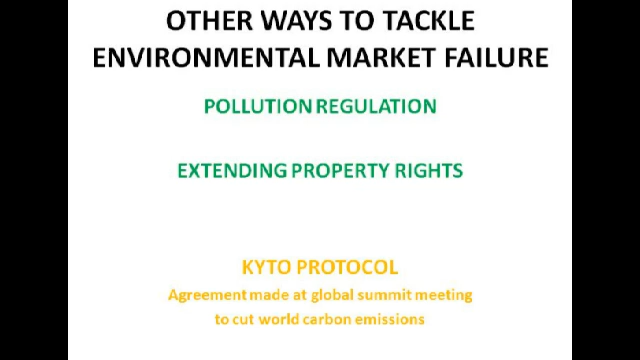 OTHER WAYS TO TACKLE
ENVIRONMENTAL MARKET FAILURE
POLLUTION REGULATION
EXTENDING PROPERTY RIGHTS
KYTO PROTOCOL
Agreement made at global summit meeting
to cut world carbon emissions